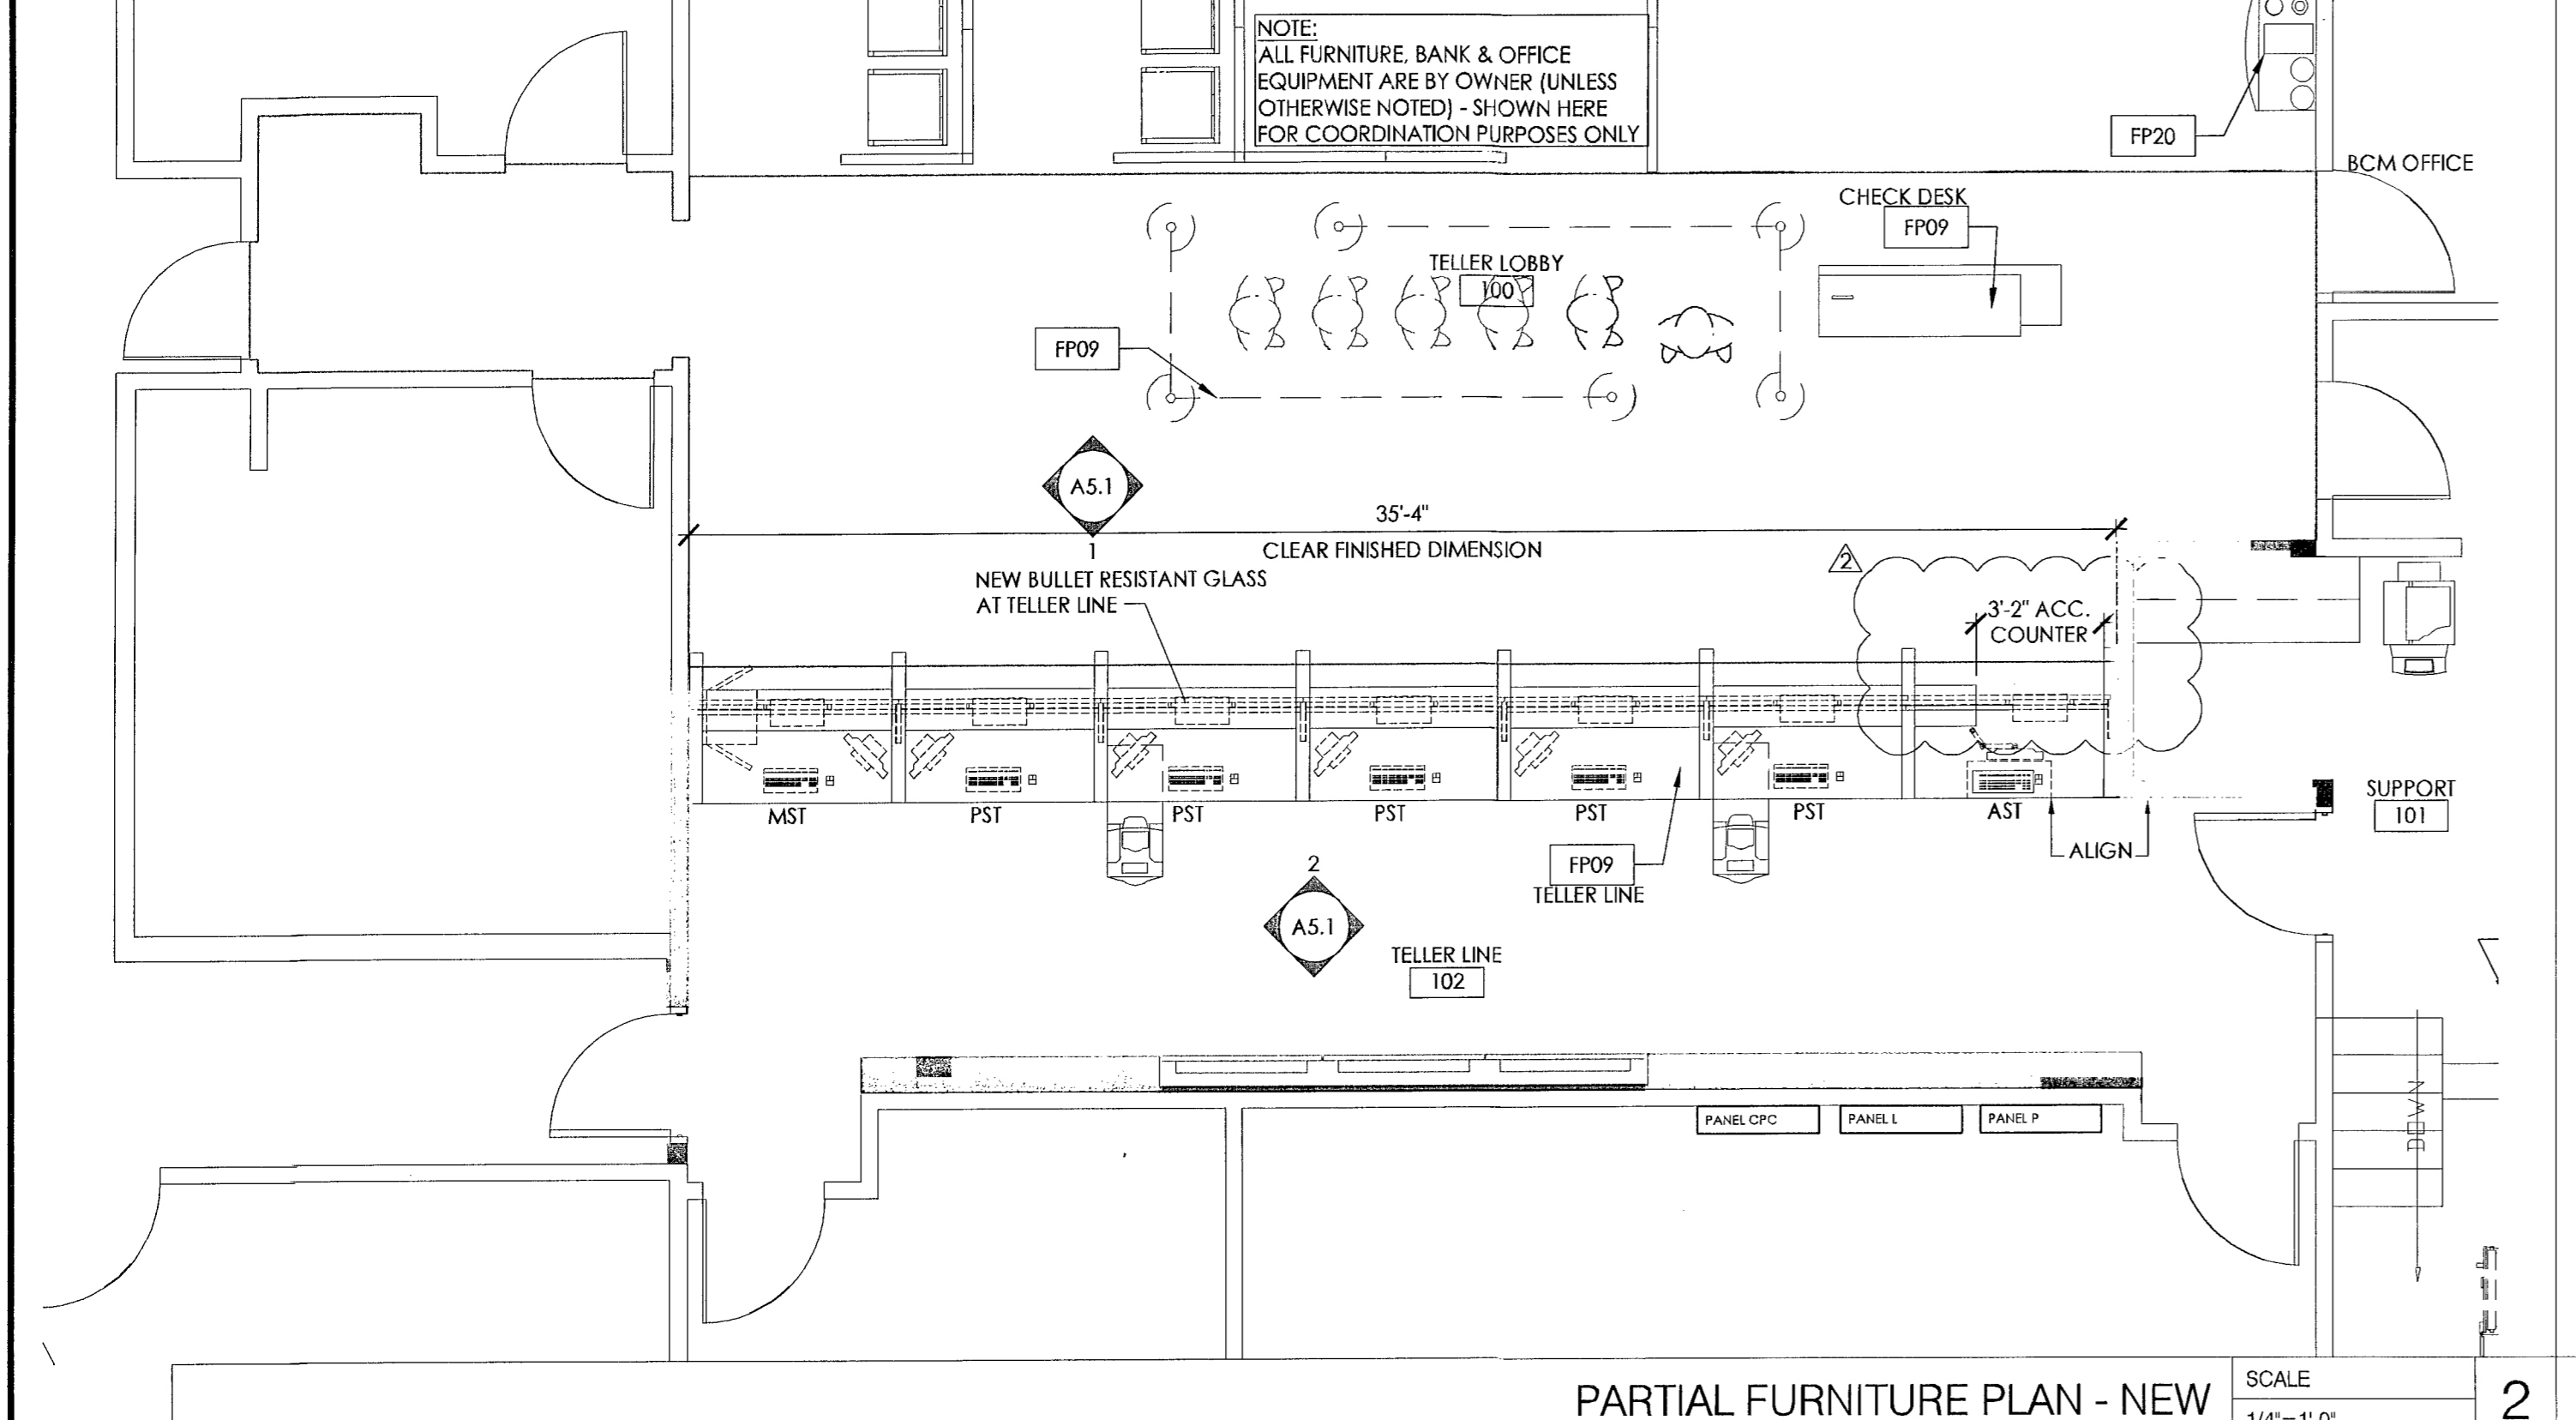 NOTE:
ALL FURNITURE, BANK & OFFICE
EQUIPMENT ARE BY OWNER (UNLESS
OTHERWISE NOTED) - SHOWN HERE
FOR COORDINATION PURPOSES ONLY
FP20
BCM OFFICE
CHECK DESK
FP09
TELLER LOBBY
100
FP09
A5.1
1
35'-4"
CLEAR FINISHED DIMENSION
NEW BULLET RESISTANT GLASS
AT TELLER LINE
2
3'-2" ACC.
COUNTER
MST
PST
PST
PST
PST
PST
AST
ALIGN
SUPPORT
101
FP09
TELLER LINE
2
A5.1
TELLER LINE
102
PANEL CPC
PANEL L
PANEL P
DOWN
PARTIAL FURNITURE PLAN - NEW
SCALE
1/4"=1'-0"
2